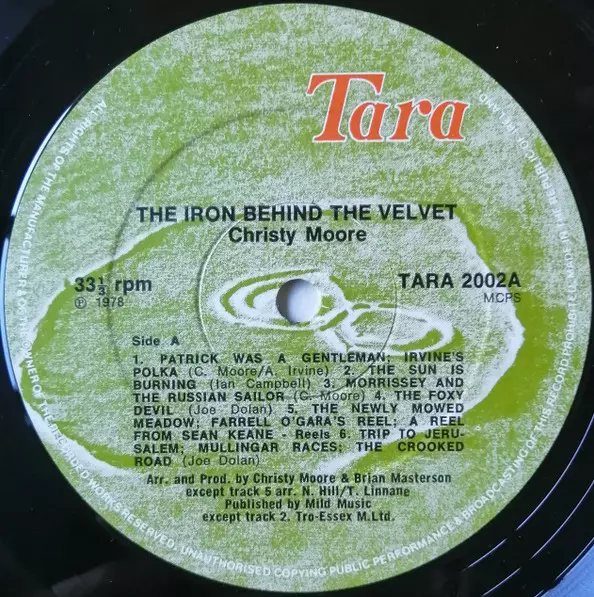 Tara
THE IRON BEHIND THE VELVET
Christy Moore
33⅓ rpm
TARA 2002A
℗ 1978
MCPS
Side A
1. PATRICK WAS A GENTLEMAN; IRVINE'S
POLKA (C. Moore/A. Irvine) 2. THE SUN IS
BURNING (Ian Campbell) 3. MORRISSEY AND
THE RUSSIAN SAILOR (C. Moore) 4. THE FOXY
DEVIL (Joe Dolan) 5. THE NEWLY MOWED
MEADOW; FARRELL O'GARA'S REEL; A REEL
FROM SEAN KEANE - Reels 6. TRIP TO JERU-
SALEM; MULLINGAR RACES; THE CROOKED
ROAD (Joe Dolan)
Arr. and Prod. by Christy Moore & Brian Masterson
except track 5 arr. N. Hill/T. Linnane
Published by Mild Music
except track 2. Tro-Essex M.Ltd.
ALL RIGHTS OF THE MANUFACTURER WNER OF THE RECORDED WORKS RESERVED. UNAUTHORISED COPYING PUBLIC PERFORMANCE & BROADCASTING OF THIS RECORD PROHIBITED